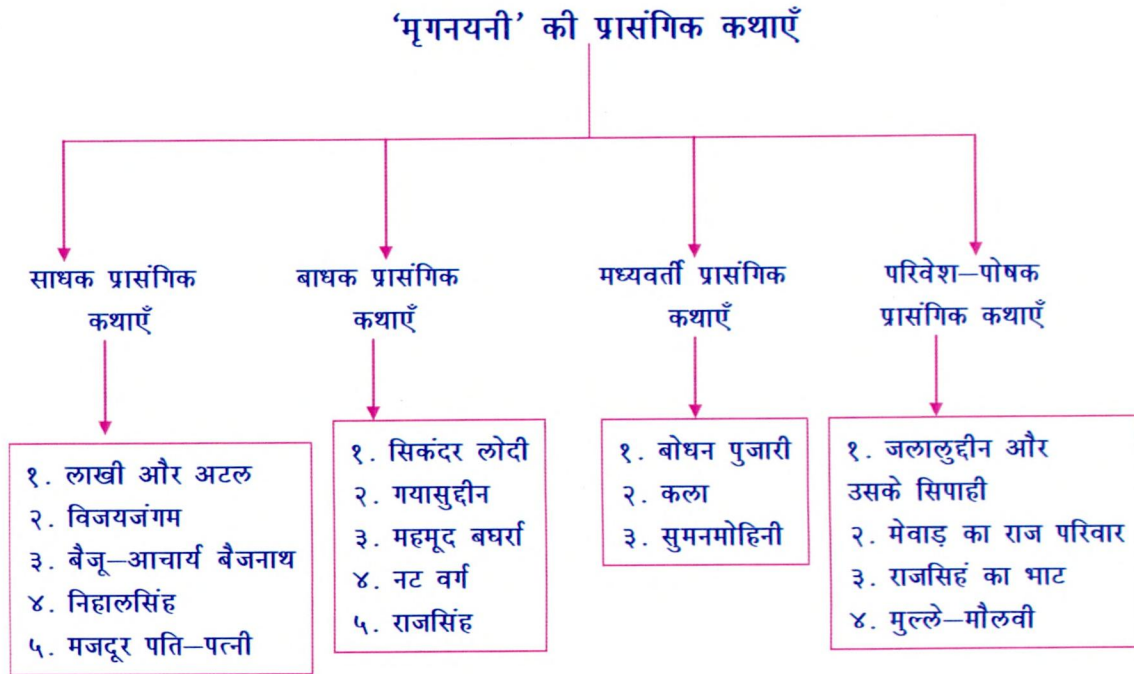 ‘मृगनयनी’ की प्रासंगिक कथाएँ
साधक प्रासंगिक
कथाएँ
बाधक प्रासंगिक
कथाएँ
मध्यवर्ती प्रासंगिक
कथाएँ
परिवेश–पोषक
प्रासंगिक कथाएँ
१. लाखी और अटल
२. विजयजंगम
३. बैजू–आचार्य बैजनाथ
४. निहालसिंह
५. मजदूर पति–पत्नी
१. सिकंदर लोदी
२. गयासुद्दीन
३. महमूद बघर्रा
४. नट वर्ग
५. राजसिंह
१. बोधन पुजारी
२. कला
३. सुमनमोहिनी
१. जलालुद्दीन और
उसके सिपाही
२. मेवाड़ का राज परिवार
३. राजसिहं का भाट
४. मुल्ले–मौलवी